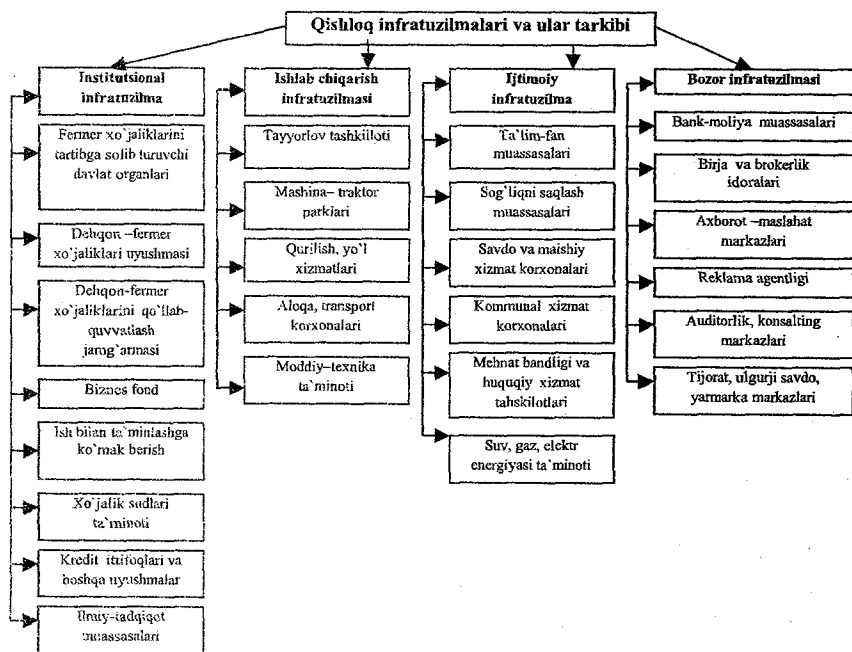 Qishloq infratuzilmalari va ular tarkibi
Institutsional
infratuzilma
Fermer xo`jaliklarini
tartibga solib turuvchi
davlat organlari
Dehqon –fermer
xo`jaliklari uyushmasi
Dehqon-fermer
xo`jaliklarini qo`llab-
quvvatlash
jamg`armasi
Biznes fond
Ish bilan ta`minlashga
ko`mak berish
Xo`jalik sudlari
ta`minoti
Kredit ittifoqlari va
boshqa uyushmalar
Ilmiy-tadqiqot
muassasalari
Ishlab chiqarish
infratuzilmasi
Tayyorlov tashkilloti
Mashina– traktor
parklari
Qurilish, yo`l
xizmatlari
Aloqa, transport
korxonalari
Moddiy–texnika
ta`minoti
Ijtimoiy
infratuzilma
Ta`lim-fan
muassasalari
Sog`liqni saqlash
muassasalari
Savdo va maishiy
xizmat korxonalari
Kommunal xizmat
korxonalari
Mehnat bandligi va
huquqiy xizmat
tahskilotlari
Suv, gaz, elektr
energiyasi ta`minoti
Bozor infratuzilmasi
Bank-moliya muassasalari
Birja va brokerlik
idoralari
Axborot –maslahat
markazlari
Reklama agentligi
Auditorlik, konsalting
markazlari
Tijorat, ulgurji savdo,
yarmarka markazlari